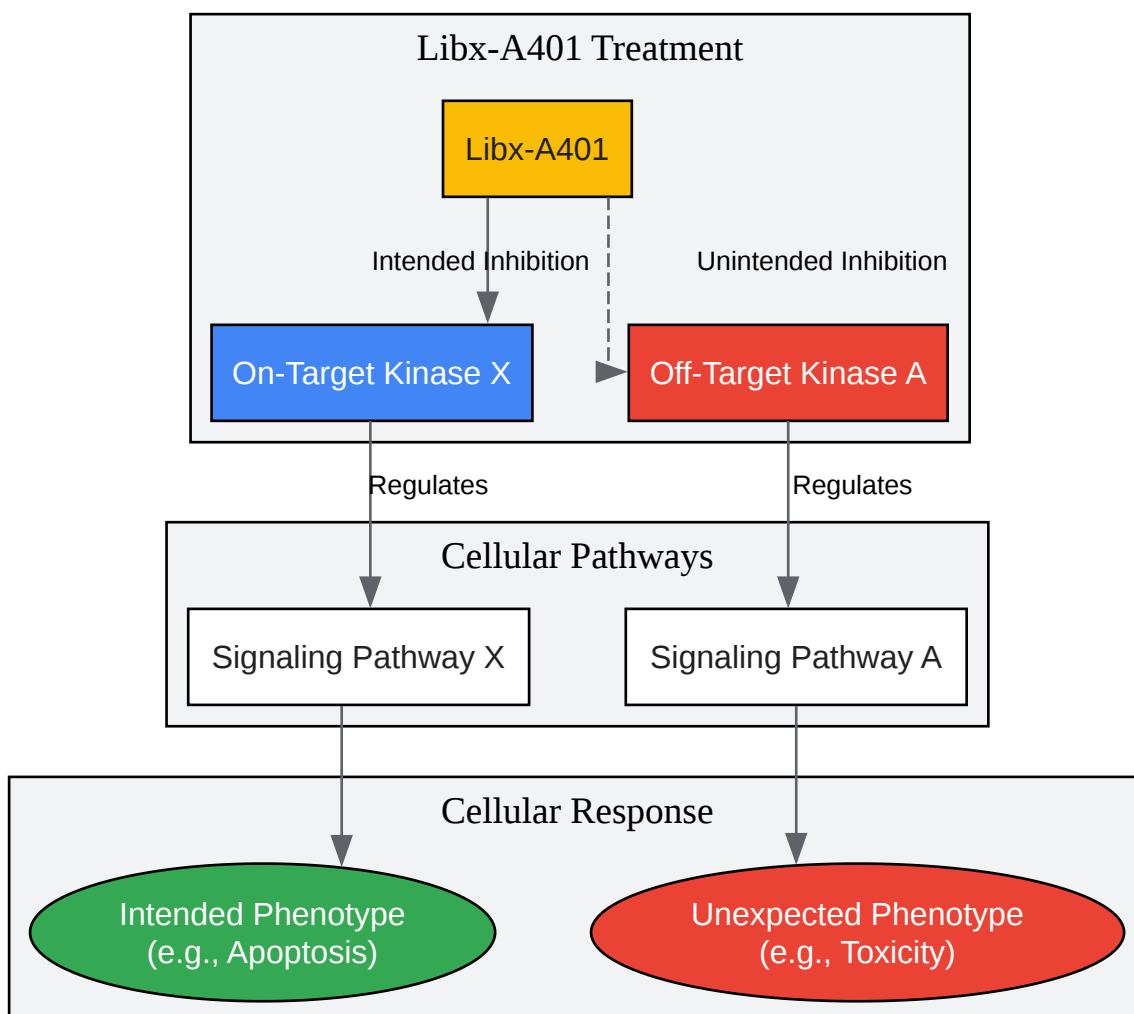 Libx-A401 Treatment
Libx-A401
Intended Inhibition
Unintended Inhibition
On-Target Kinase X
Off-Target Kinase A
Regulates
Regulates
Cellular Pathways
Signaling Pathway X
Signaling Pathway A
Cellular Response
Intended Phenotype
(e.g., Apoptosis)
Unexpected Phenotype
(e.g., Toxicity)